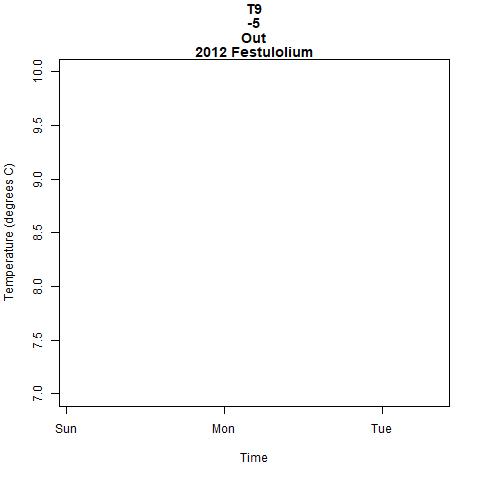 T9
-5
Out
2012 Festulolium
10.0
9.5
9.0
8.5
8.0
7.5
7.0
Temperature (degrees C)
Sun Mon Tue
Time